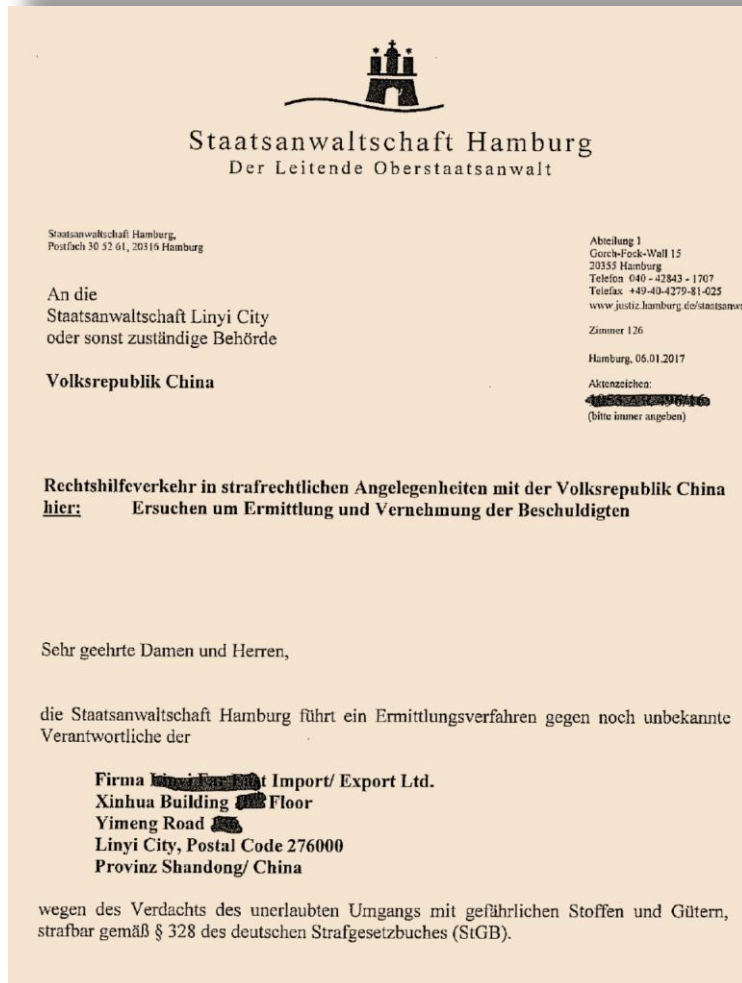 Staatsanwaltschaft Hamburg
Der Leitende Oberstaatsanwalt
Staatsanwaltschaft Hamburg,
Postfach 30 52 61, 20316 Hamburg
An die
Staatsanwaltschaft Linyi City
oder sonst zuständige Behörde
Volksrepublik China
Abteilung 1
Gorch-Fock-Wall 15
20355 Hamburg
Telefon 040 - 42843 - 1707
Telefax +49-40-4279-81-025
www.justiz.hamburg.de/staatsanw
Zimmer 126
Hamburg, 06.01.2017
Aktenzeichen:
(bitte immer angeben)
Rechtshilfeverkehr in strafrechtlichen Angelegenheiten mit der Volksrepublik China
hier: Ersuchen um Ermittlung und Vernehmung der Beschuldigten
Sehr geehrte Damen und Herren,
die Staatsanwaltschaft Hamburg führt ein Ermittlungsverfahren gegen noch unbekannte
Verantwortliche der
Firma Import/ Export Ltd.
Xinhua Building Floor
Yimeng Road
Linyi City, Postal Code 276000
Provinz Shandong/ China
wegen des Verdachts des unerlaubten Umgangs mit gefährlichen Stoffen und Gütern,
strafbar gemäß § 328 des deutschen Strafgesetzbuches (StGB).